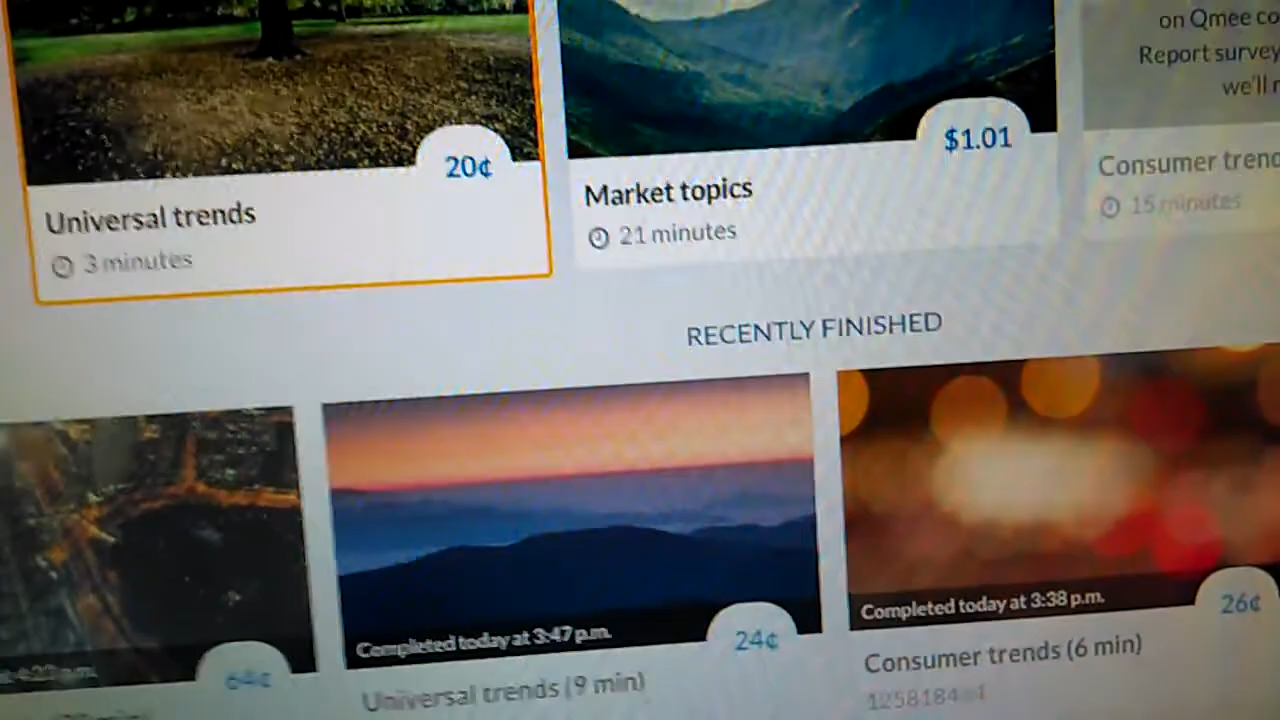 on Qmee co
Report survey
we'll r
20¢
$1.01
Universal trends
3 minutes
Market topics
21 minutes
Consumer trend
15 minutes
RECENTLY FINISHED
Completed today at 3:47 p.m.
Completed today at 3:38 p.m.
64¢
24¢
26¢
Universal trends (9 min)
Consumer trends (6 min)